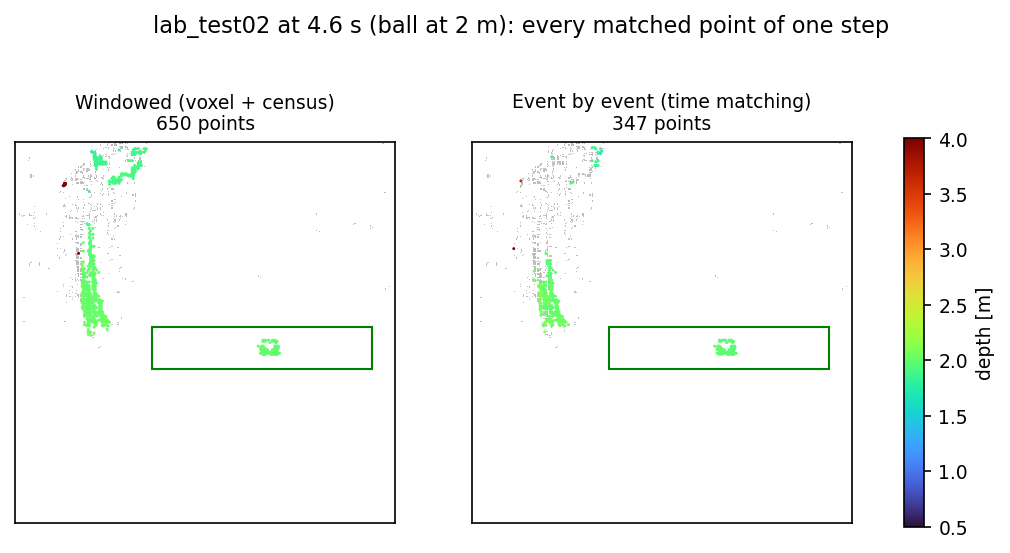 lab_test02 at 4.6 s (ball at 2 m): every matched point of one step
Windowed (voxel + census)
650 points
Event by event (time matching)
347 points
4.0
3.5
3.0
2.5
2.0
1.5
1.0
0.5
depth [m]